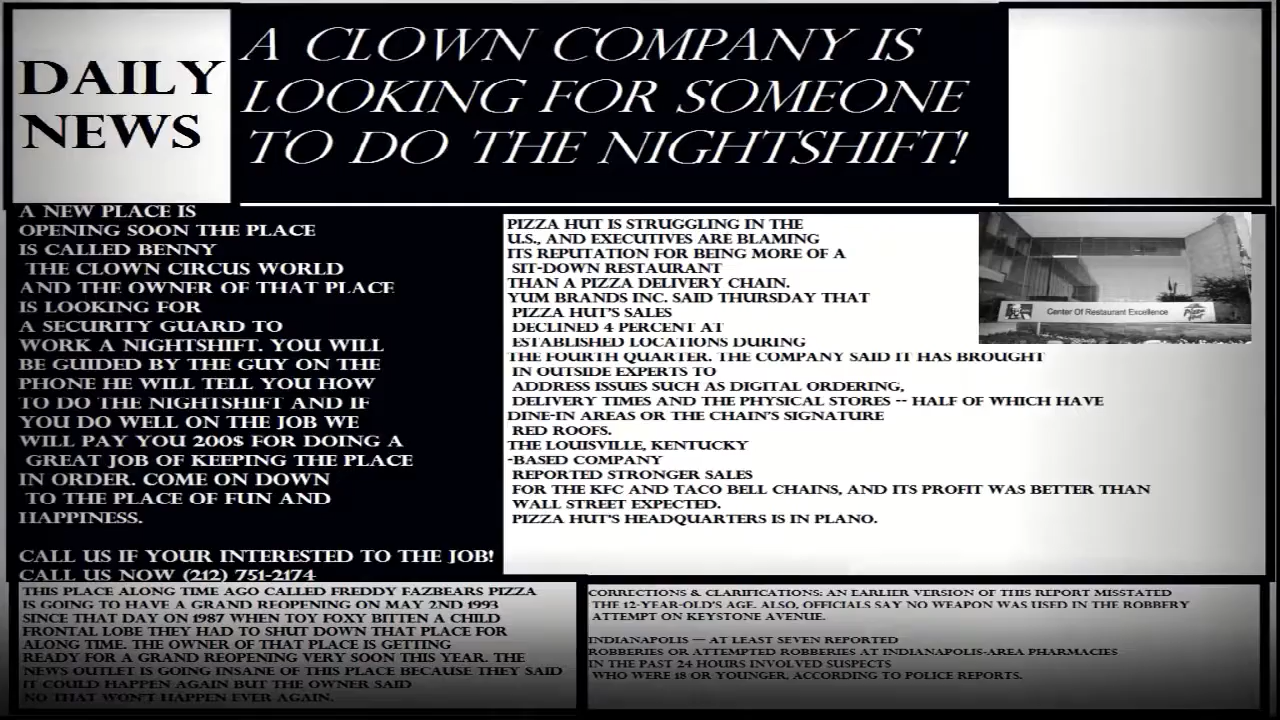 DAILY
NEWS
A CLOWN COMPANY IS
LOOKING FOR SOMEONE
TO DO THE NIGHTSHIFT!
A NEW PLACE IS
OPENING SOON THE PLACE
IS CALLED BENNY
THE CLOWN CIRCUS WORLD
AND THE OWNER OF THAT PLACE
IS LOOKING FOR
A SECURITY GUARD TO
WORK A NIGHTSHIFT. YOU WILL
BE GUIDED BY THE GUY ON THE
PHONE HE WILL TELL YOU HOW
TO DO THE NIGHTSHIFT AND IF
YOU DO WELL ON THE JOB WE
WILL PAY YOU 200$ FOR DOING A
GREAT JOB OF KEEPING THE PLACE
IN ORDER. COME ON DOWN
TO THE PLACE OF FUN AND
HAPPINESS.
CALL US IF YOUR INTERESTED TO THE JOB!
CALL US NOW (212) 751-2174
PIZZA HUT IS STRUGGLING IN THE
U.S., AND EXECUTIVES ARE BLAMING
ITS REPUTATION FOR BEING MORE OF A
SIT-DOWN RESTAURANT
THAN A PIZZA DELIVERY CHAIN.
YUM BRANDS INC. SAID THURSDAY THAT
PIZZA HUT'S SALES
DECLINED 4 PERCENT AT
ESTABLISHED LOCATIONS DURING
THE FOURTH QUARTER. THE COMPANY SAID IT HAS BROUGHT
IN OUTSIDE EXPERTS TO
ADDRESS ISSUES SUCH AS DIGITAL ORDERING,
DELIVERY TIMES AND THE PHYSICAL STORES -- HALF OF WHICH HAVE
DINE-IN AREAS OR THE CHAIN'S SIGNATURE
RED ROOFS.
THE LOUISVILLE, KENTUCKY
-BASED COMPANY
REPORTED STRONGER SALES
FOR THE KFC AND TACO BELL CHAINS, AND ITS PROFIT WAS BETTER THAN
WALL STREET EXPECTED.
PIZZA HUT'S HEADQUARTERS IS IN PLANO.
Center Of Restaurant Excellence
Pizza Hut
THIS PLACE ALONG TIME AGO CALLED FREDDY FAZBEARS PIZZA
IS GOING TO HAVE A GRAND REOPENING ON MAY 2ND 1993
SINCE THAT DAY ON 1987 WHEN TOY FOXY BITTEN A CHILD
FRONTAL LOBE THEY HAD TO SHUT DOWN THAT PLACE FOR
ALONG TIME. THE OWNER OF THAT PLACE IS GETTING
READY FOR A GRAND REOPENING VERY SOON THIS YEAR. THE
NEWS OUTLET IS GOING INSANE OF THIS PLACE BECAUSE THEY SAID
IT COULD HAPPEN AGAIN BUT THE OWNER SAID
NO THAT WON'T HAPPEN EVER AGAIN.
CORRECTIONS & CLARIFICATIONS: AN EARLIER VERSION OF THIS REPORT MISSTATED
THE 12-YEAR-OLD'S AGE. ALSO, OFFICIALS SAY NO WEAPON WAS USED IN THE ROBBERY
ATTEMPT ON KEYSTONE AVENUE.
INDIANAPOLIS — AT LEAST SEVEN REPORTED
ROBBERIES OR ATTEMPTED ROBBERIES AT INDIANAPOLIS-AREA PHARMACIES
IN THE PAST 24 HOURS INVOLVED SUSPECTS
WHO WERE 18 OR YOUNGER, ACCORDING TO POLICE REPORTS.